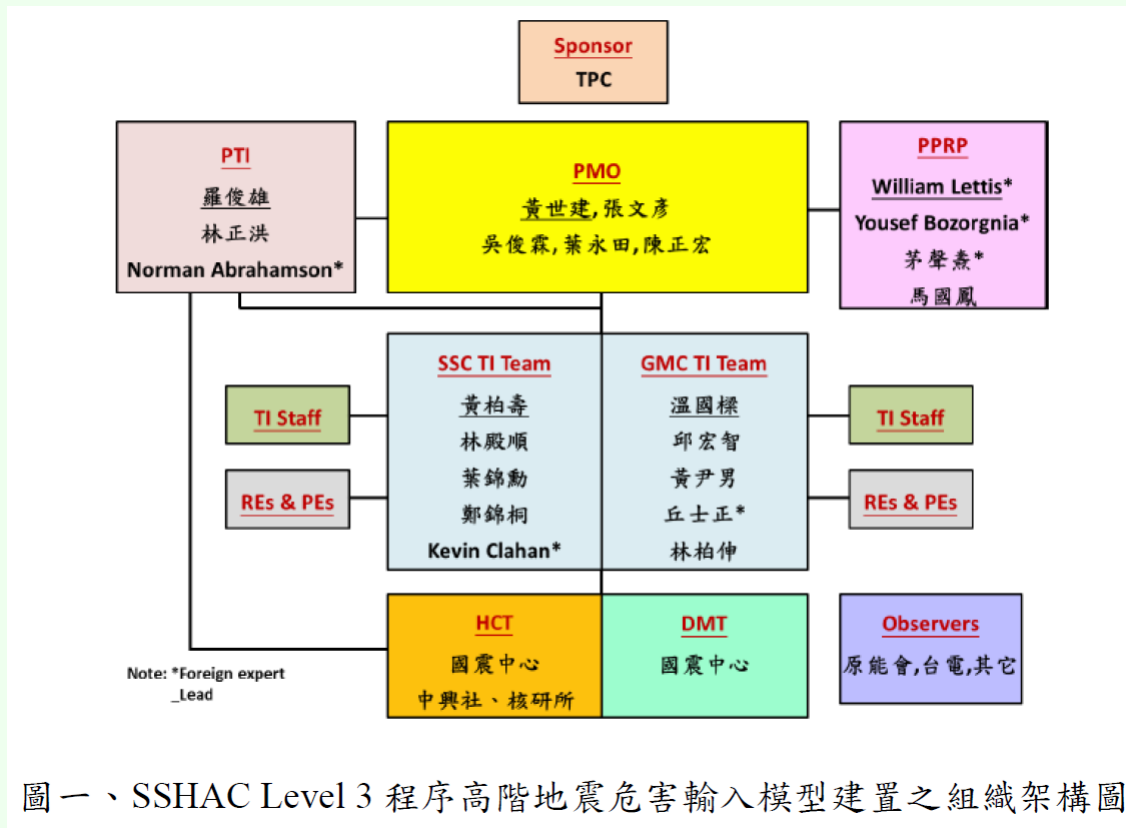 Sponsor
TPC
PTI
羅俊雄
林正洪
Norman Abrahamson*
PMO
黃世建,張文彥
吳俊霖,葉永田,陳正宏
PPRP
William Lettis*
Yousef Bozorgnia*
茅聲燾*
馬國鳳
SSC TI Team
黃柏壽
林殿順
葉錦勳
鄭錦桐
Kevin Clahan*
GMC TI Team
溫國樑
邱宏智
黃尹男
丘士正*
林柏伸
TI Staff
REs & PEs
TI Staff
REs & PEs
HCT
國震中心
中興社、核研所
DMT
國震中心
Observers
原能會,台電,其它
Note: *Foreign expert
_Lead
圖一、SSHAC Level 3 程序高階地震危害輸入模型建置之組織架構圖